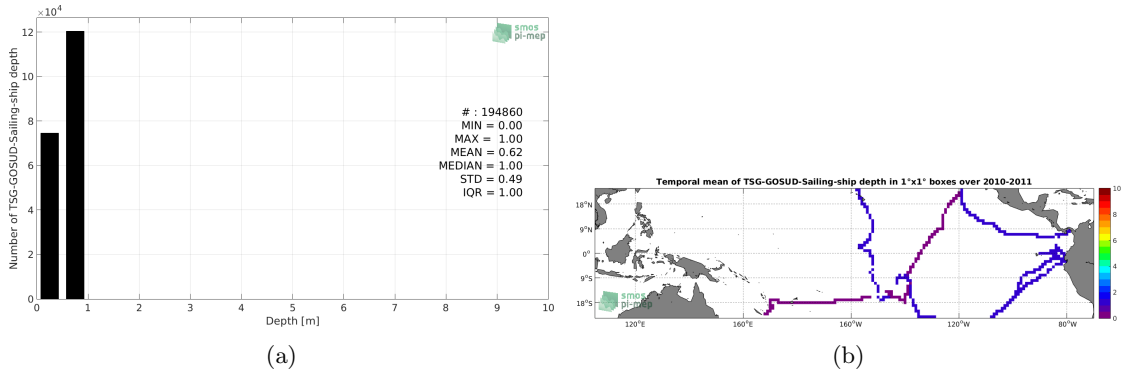 ×10⁴
12
10
8
6
4
2
0
Number of TSG-GOSUD-Sailing-ship depth
smos
pi-mep
# : 194860
MIN = 0.00
MAX = 1.00
MEAN = 0.62
MEDIAN = 1.00
STD = 0.49
IQR = 1.00
0 1 2 3 4 5 6 7 8 9 10
Depth [m]
(a)
Temporal mean of TSG-GOSUD-Sailing-ship depth in 1°x1° boxes over 2010-2011
18°N
9°N
0°
9°S
18°S
smos
pi-mep
120°E 160°E 160°W 120°W 80°W
10
8
6
4
2
0
(b)